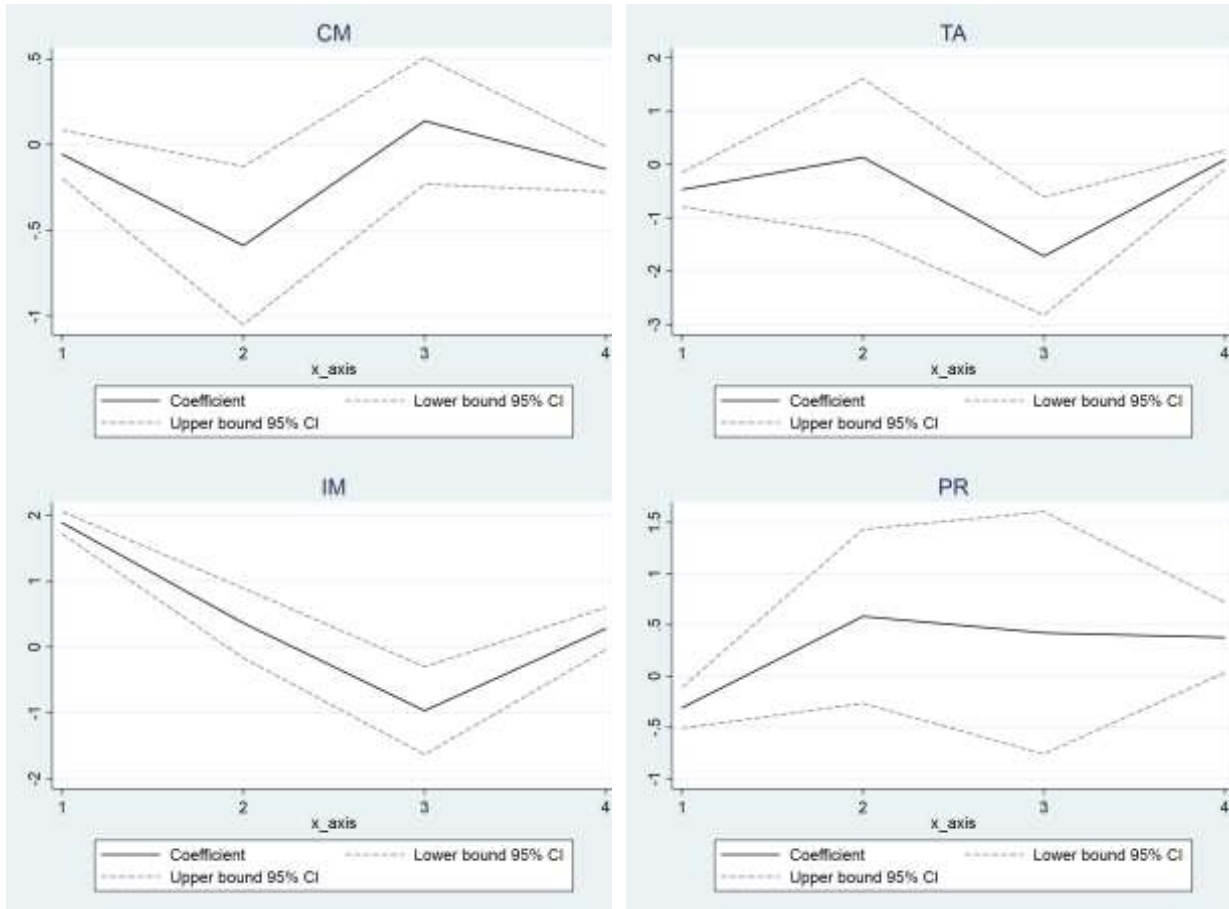 CM
.5
0
-.5
-1
1 2 3 4
x_axis
Coefficient Lower bound 95% CI
Upper bound 95% CI
TA
2
1
0
-1
-2
-3
1 2 3 4
x_axis
Coefficient Lower bound 95% CI
Upper bound 95% CI
IM
2
1
0
-1
-2
1 2 3 4
x_axis
Coefficient Lower bound 95% CI
Upper bound 95% CI
PR
1.5
1
.5
0
-.5
-1
1 2 3 4
x_axis
Coefficient Lower bound 95% CI
Upper bound 95% CI